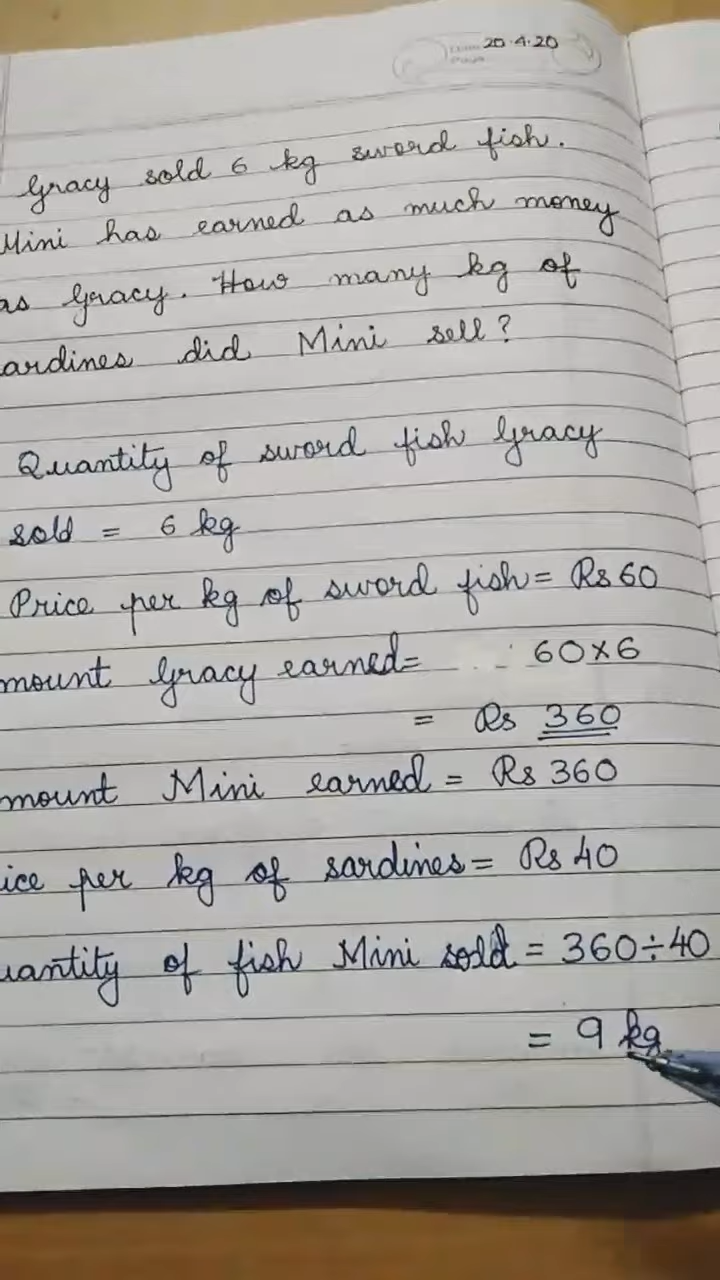 20.4.20
Gracy sold 6 kg sword fish.
Mini has earned as much money
as Gracy. How many kg of
ardines did Mini sell?
Quantity of sword fish Gracy
sold = 6 kg
Price per kg of sword fish = Rs 60
mount Gracy earned = 60×6
= Rs 360
mount Mini earned = Rs 360
ice per kg of sardines = Rs 40
uantity of fish Mini sold = 360÷40
= 9 kg